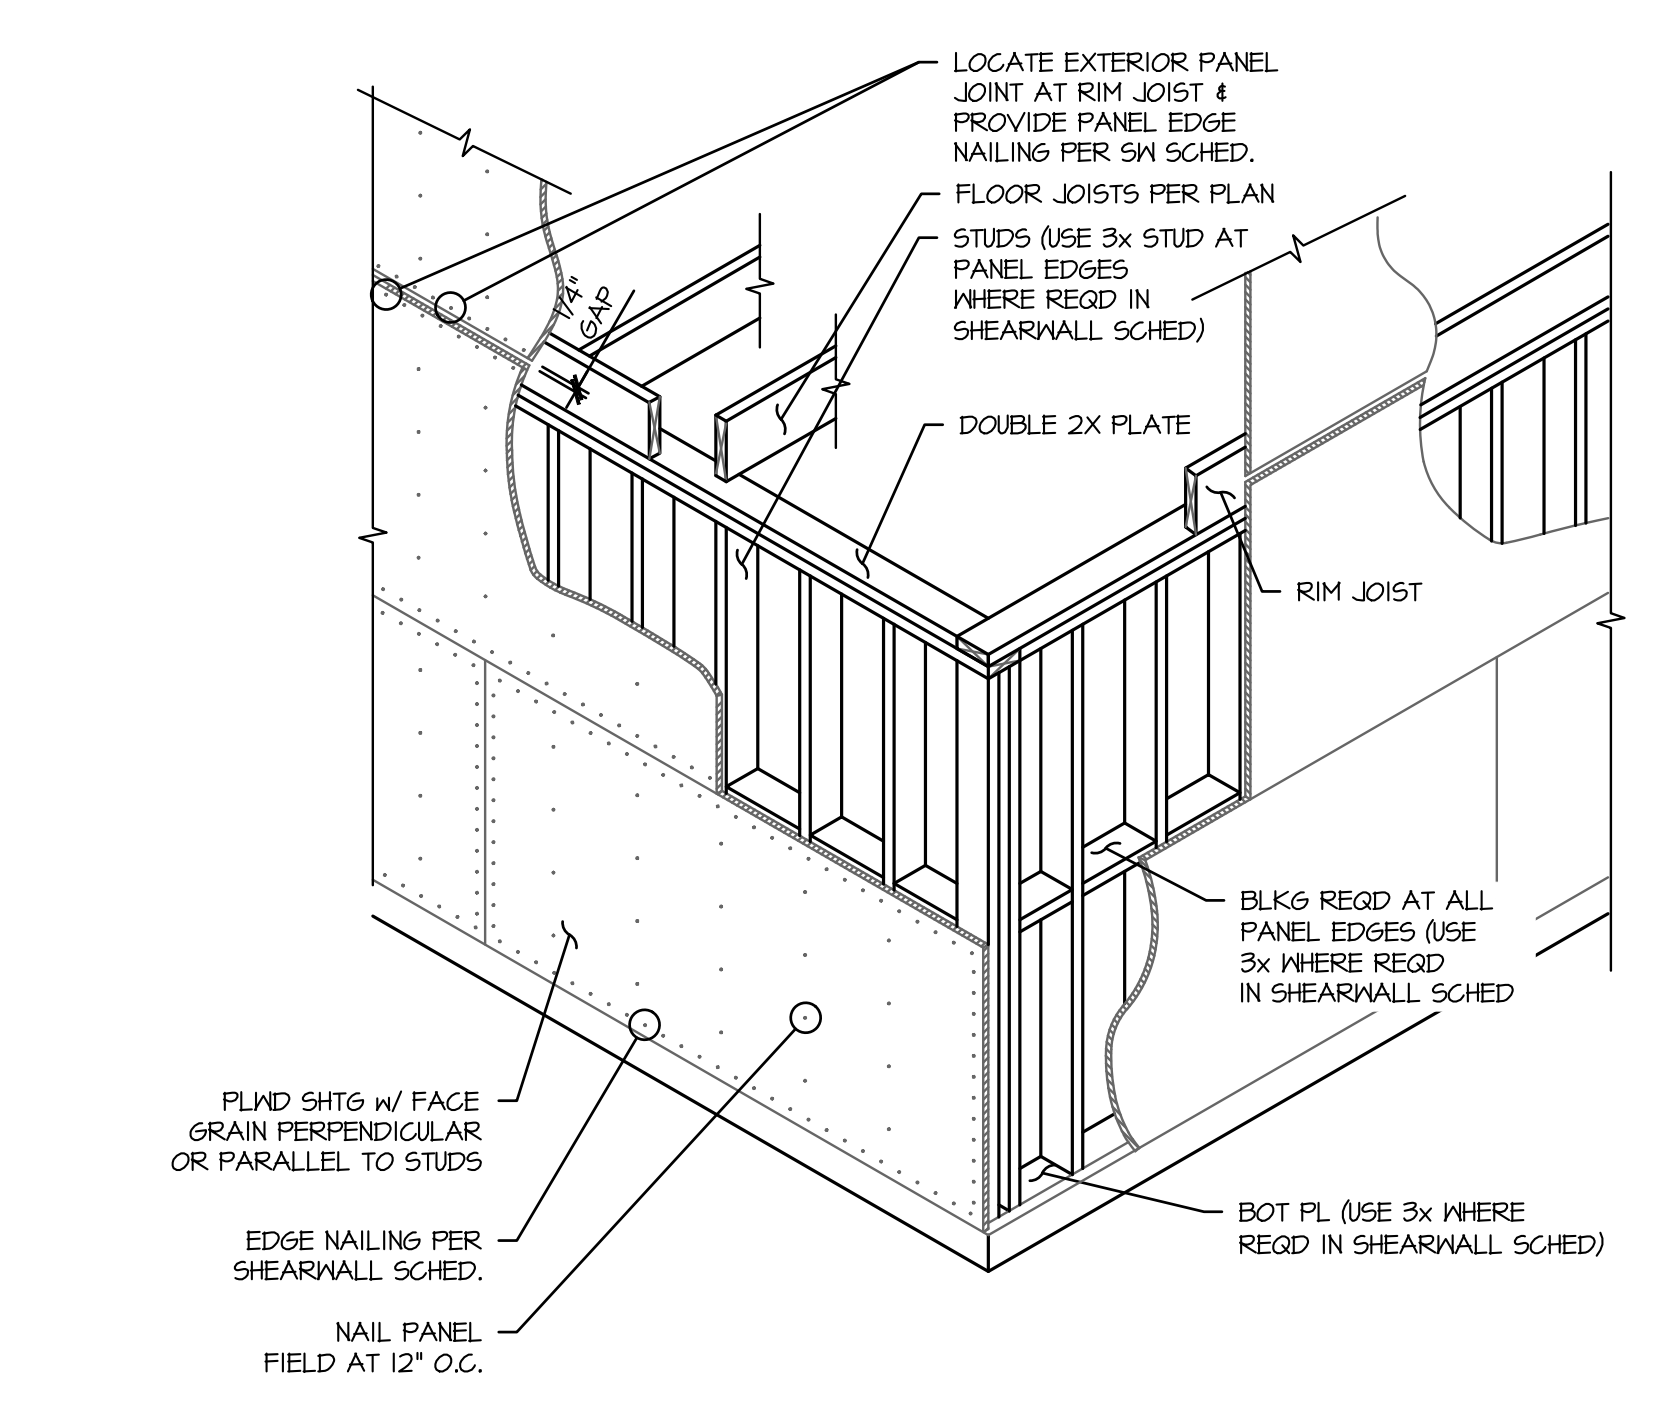 LOCATE EXTERIOR PANEL
JOINT AT RIM JOIST &
PROVIDE PANEL EDGE
NAILING PER SW SCHED.
FLOOR JOISTS PER PLAN
STUDS (USE 3x STUD AT
PANEL EDGES
WHERE REQD IN
SHEARWALL SCHED)
1/4"
GAP
DOUBLE 2X PLATE
RIM JOIST
BLKG REQD AT ALL
PANEL EDGES (USE
3x WHERE REQD
IN SHEARWALL SCHED
PLWD SHTG w/ FACE
GRAIN PERPENDICULAR
OR PARALLEL TO STUDS
BOT PL (USE 3x WHERE
REQD IN SHEARWALL SCHED)
EDGE NAILING PER
SHEARWALL SCHED.
NAIL PANEL
FIELD AT 12" O.C.